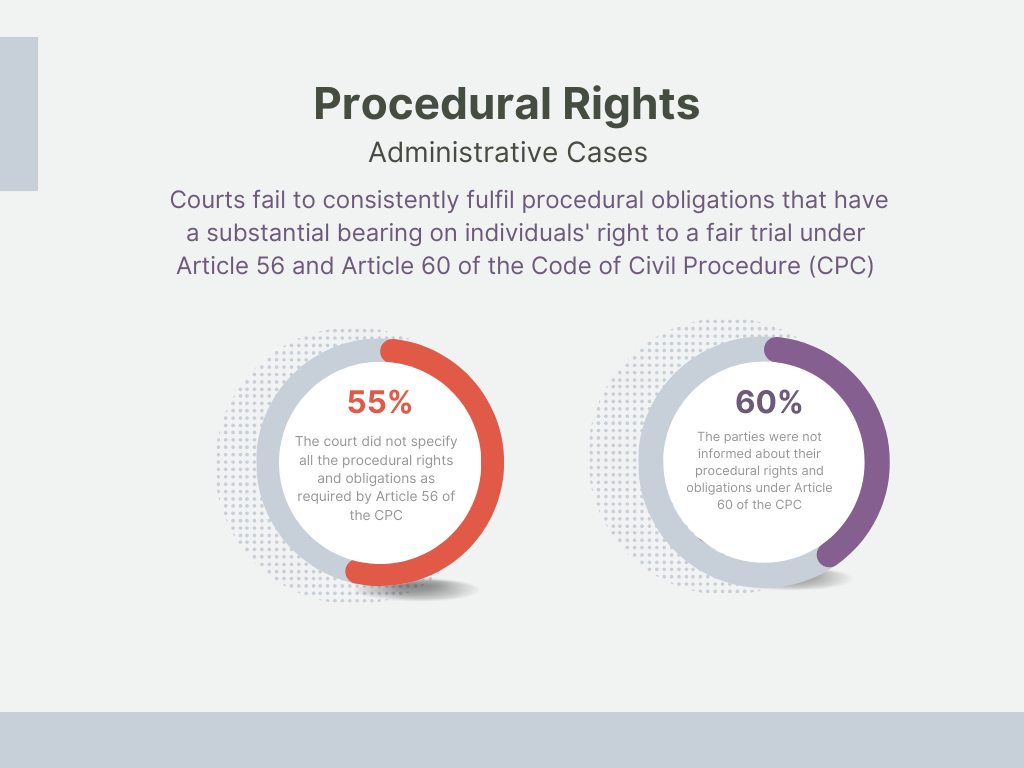 Procedural Rights
Administrative Cases
Courts fail to consistently fulfil procedural obligations that have
a substantial bearing on individuals' right to a fair trial under
Article 56 and Article 60 of the Code of Civil Procedure (CPC)
55%
The court did not specify
all the procedural rights
and obligations as
required by Article 56 of
the CPC
60%
The parties were not
informed about their
procedural rights and
obligations under Article
60 of the CPC